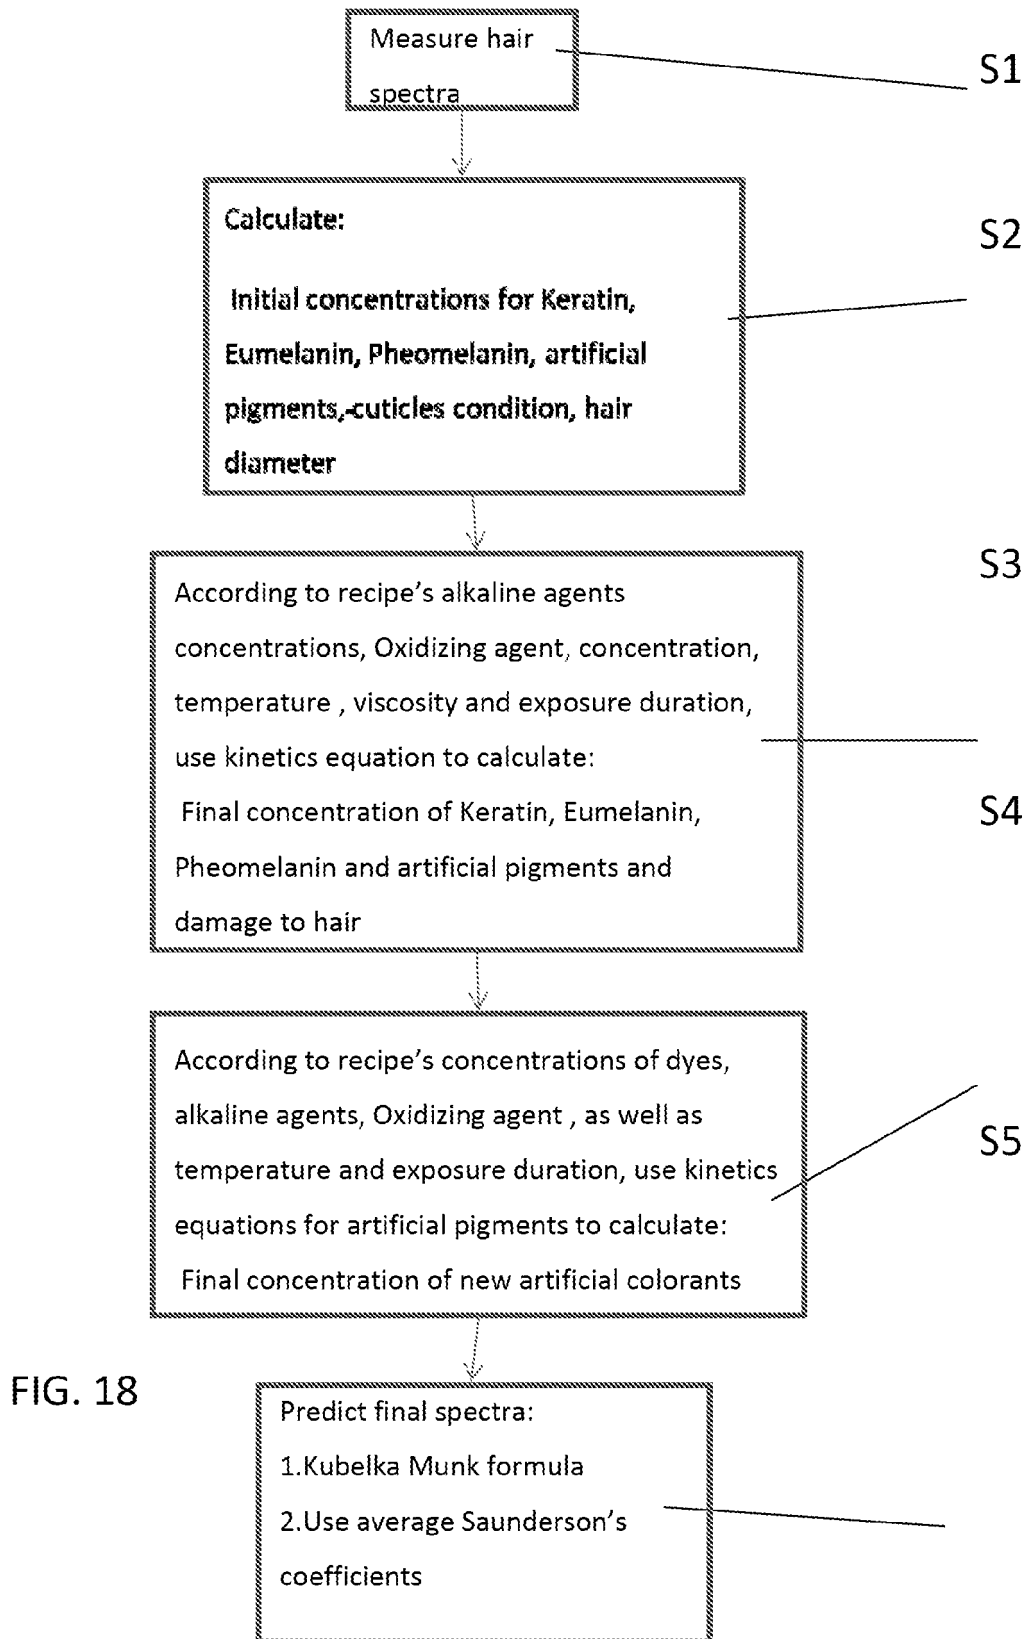 Measure hair
spectra
S1
Calculate:
Initial concentrations for Keratin,
Eumelanin, Pheomelanin, artificial
pigments,-cuticles condition, hair
diameter
S2
According to recipe's alkaline agents
concentrations, Oxidizing agent, concentration,
temperature , viscosity and exposure duration,
use kinetics equation to calculate:
Final concentration of Keratin, Eumelanin,
Pheomelanin and artificial pigments and
damage to hair
S3
S4
According to recipe's concentrations of dyes,
alkaline agents, Oxidizing agent , as well as
temperature and exposure duration, use kinetics
equations for artificial pigments to calculate:
Final concentration of new artificial colorants
S5
FIG. 18
Predict final spectra:
1.Kubelka Munk formula
2.Use average Saunderson's
coefficients